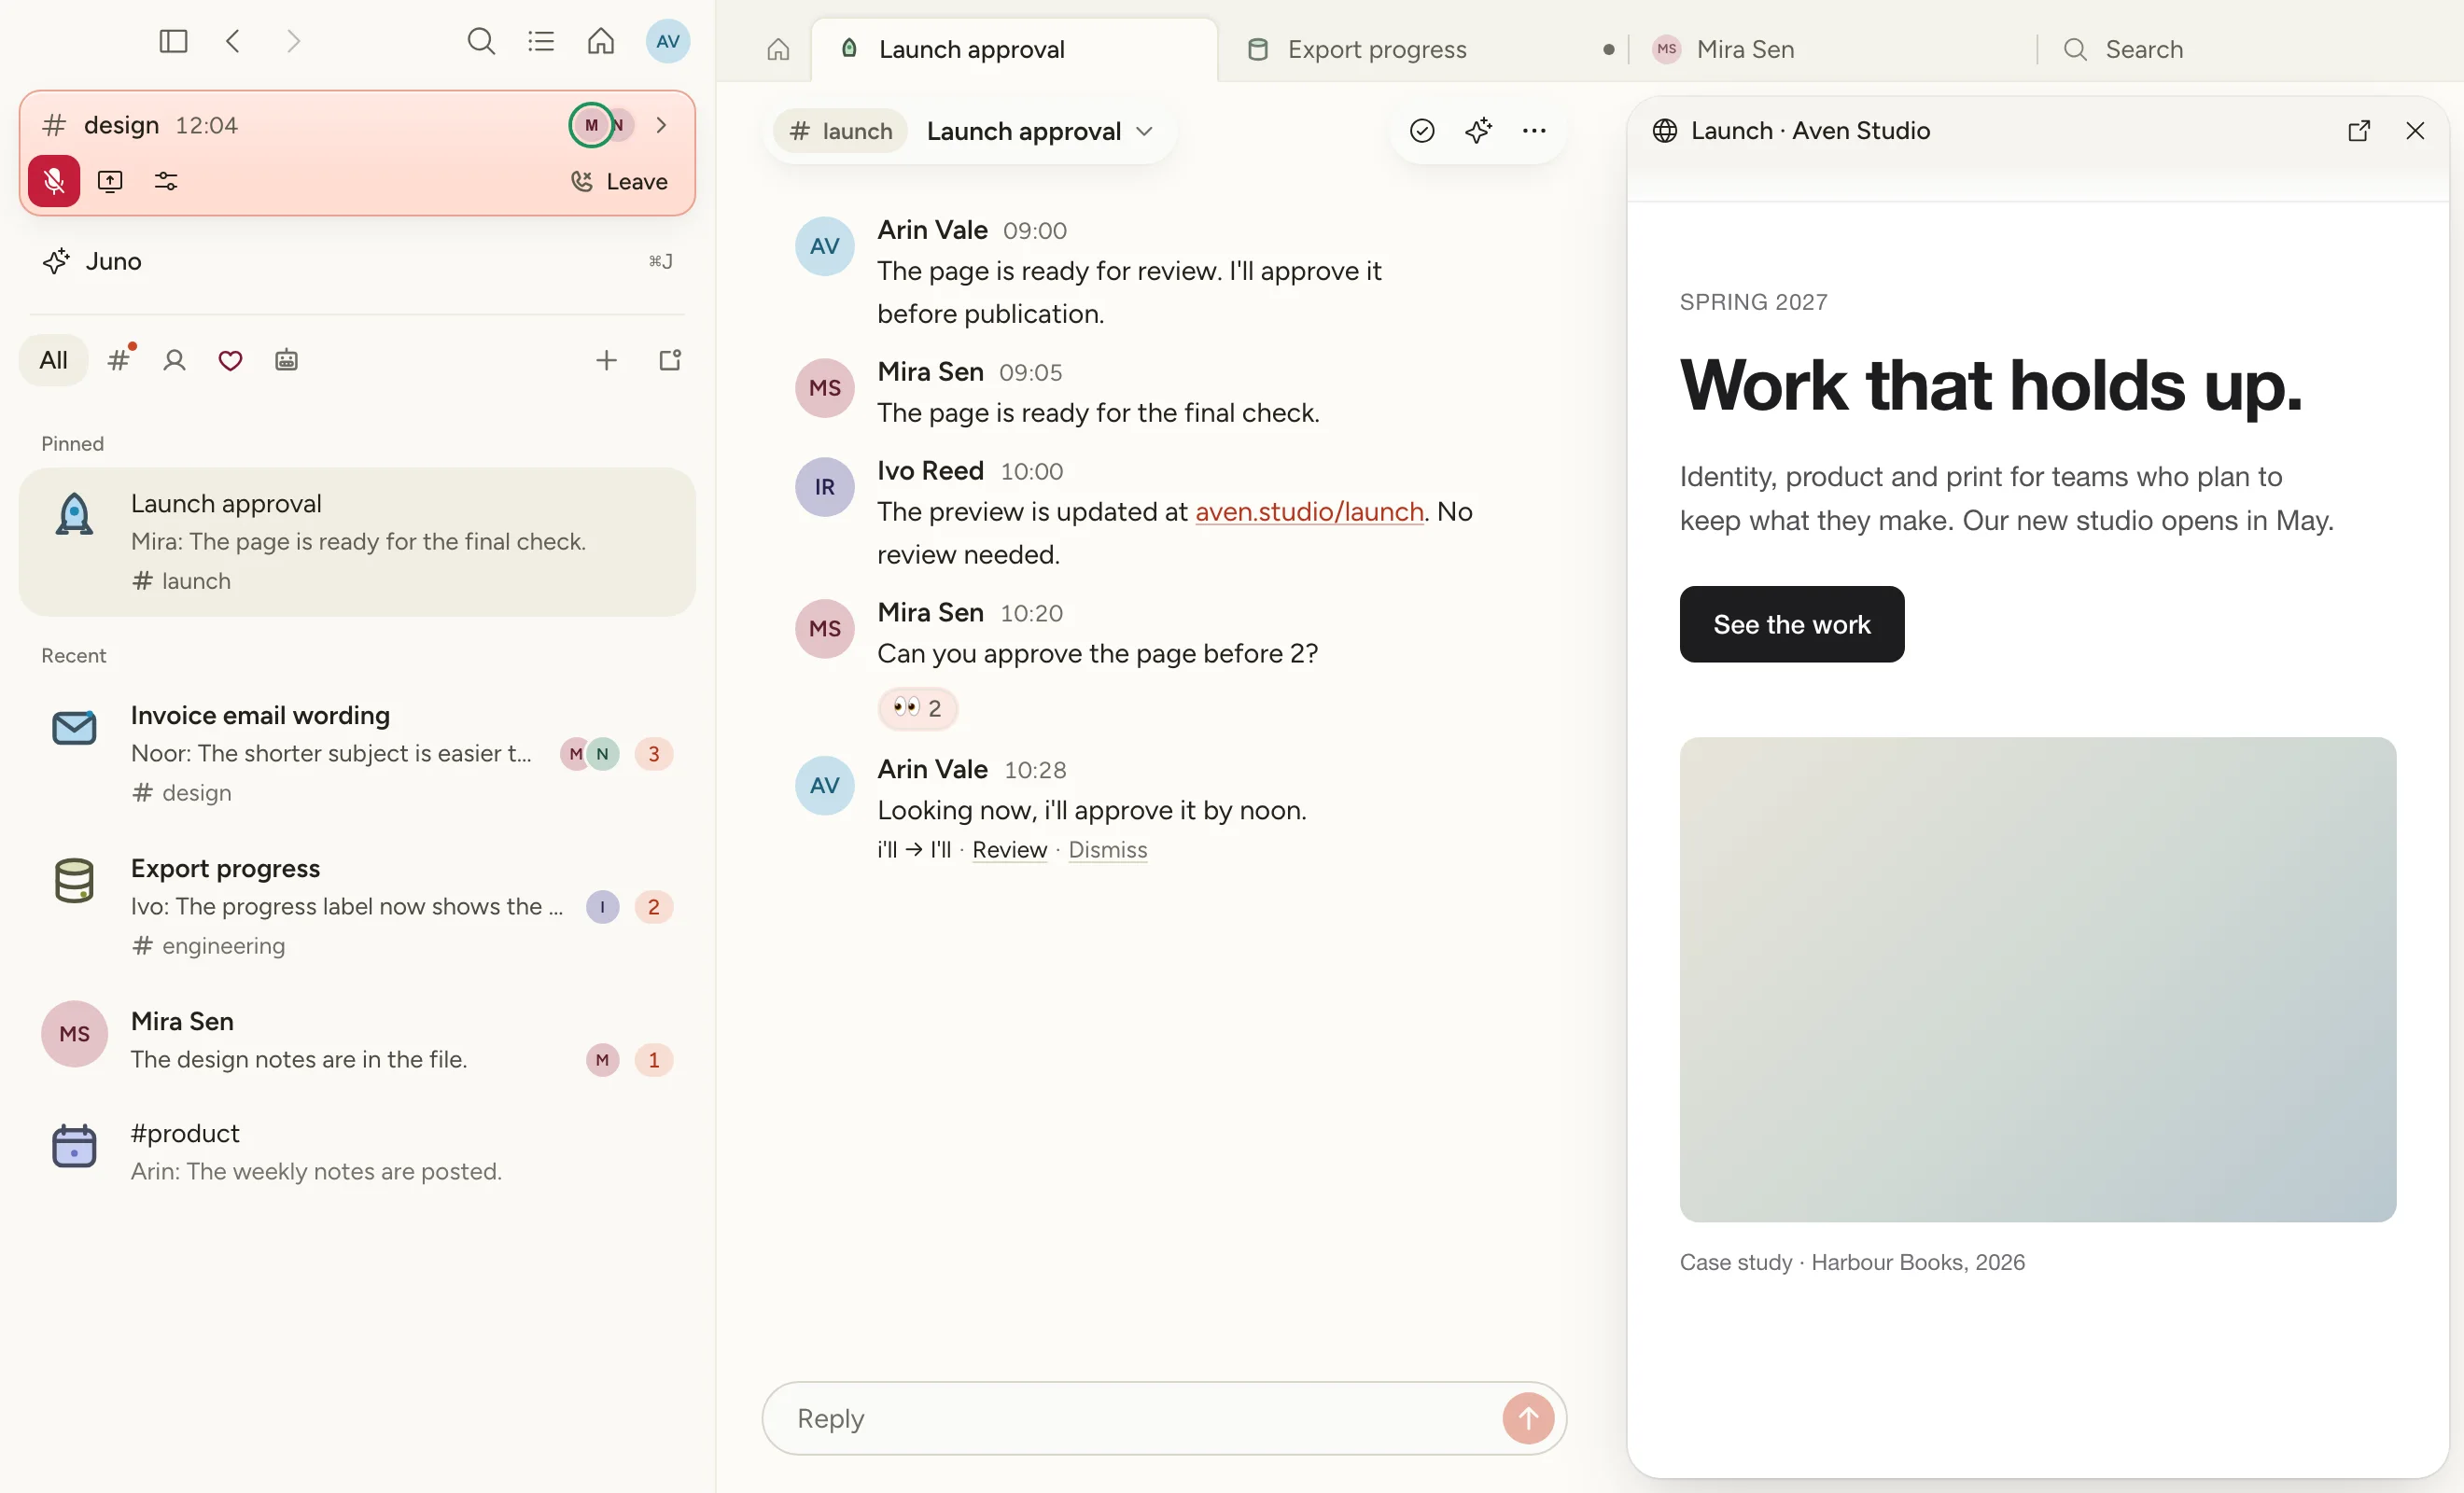 AV
# design 12:04
M N
Leave
Juno
⌘J
All
Pinned
Launch approval
Mira: The page is ready for the final check.
# launch
Recent
Invoice email wording
Noor: The shorter subject is easier t...
M N 3
# design
Export progress
Ivo: The progress label now shows the ...
I 2
# engineering
MS
Mira Sen
The design notes are in the file.
M 1
#product
Arin: The weekly notes are posted.
Launch approval
Export progress
MS Mira Sen
Search
# launch Launch approval
AV
Arin Vale 09:00
The page is ready for review. I'll approve it
before publication.
MS
Mira Sen 09:05
The page is ready for the final check.
IR
Ivo Reed 10:00
The preview is updated at aven.studio/launch. No
review needed.
MS
Mira Sen 10:20
Can you approve the page before 2?
👀 2
AV
Arin Vale 10:28
Looking now, i'll approve it by noon.
i'll → I'll · Review · Dismiss
Reply
Launch · Aven Studio
SPRING 2027
Work that holds up.
Identity, product and print for teams who plan to
keep what they make. Our new studio opens in May.
See the work
Case study · Harbour Books, 2026